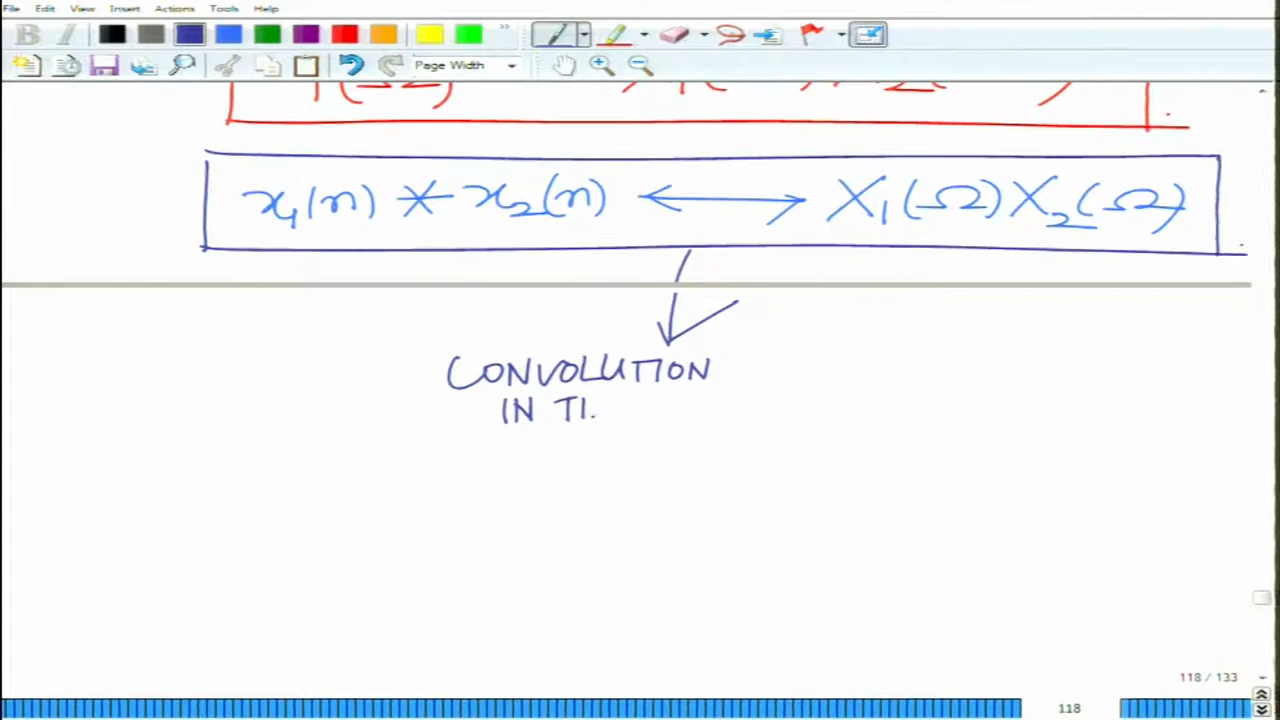 File Edit View Insert Actions Tools Help
B I
Page Width
x₁(n) * x₂(n) ⟷ X₁(Ω)X₂(Ω)
CONVOLUTION
IN TI.
118 / 133
118